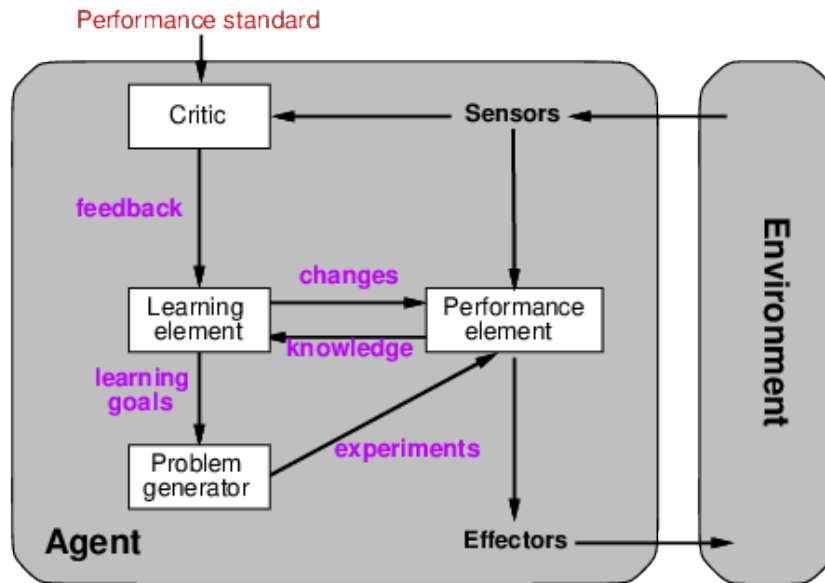 Performance standard
Critic
Sensors
feedback
changes
Learning
element
Performance
element
knowledge
learning
goals
experiments
Problem
generator
Agent
Effectors
Environment